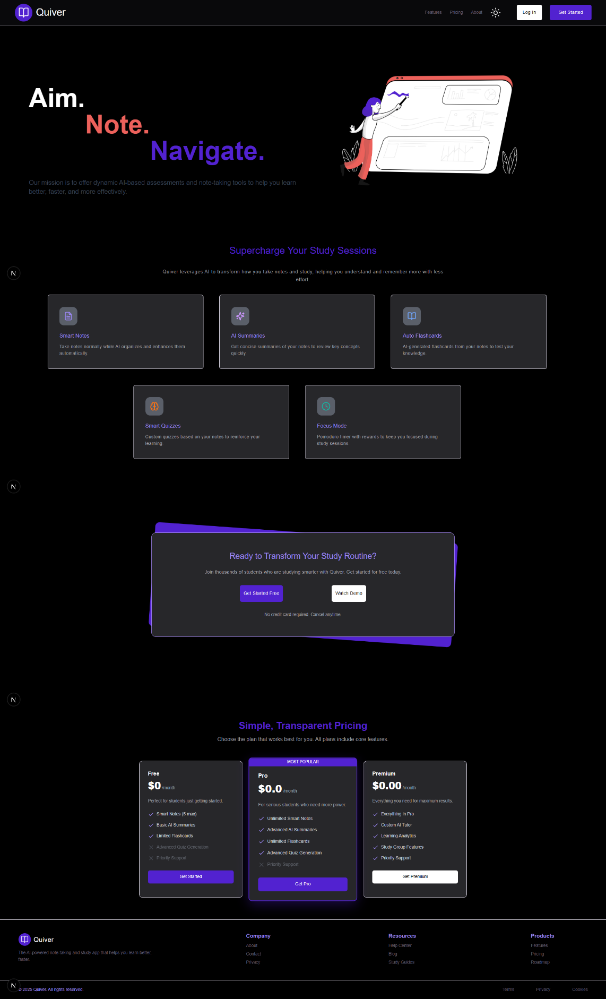 Quiver
Features Pricing About Log In Get Started
Aim.
Note.
Navigate.
Our mission is to offer dynamic AI-based assessments and note-taking tools to help you learn
better, faster, and more effectively.
Supercharge Your Study Sessions
N
Quiver leverages AI to transform how you take notes and study, helping you understand and remember more with less
effort.
Smart Notes
Take notes normally while AI organizes and enhances them
automatically.
AI Summaries
Get concise summaries of your notes to review key concepts
quickly
Auto Flashcards
AI-generated flashcards from your notes to test your
knowledge.
Smart Quizzes
Custom quizzes based on your notes to reinforce your
learning
Focus Mode
Pomodoro timer with rewards to keep you focused during
study sessions.
N
Ready to Transform Your Study Routine?
Join thousands of students who are studying smarter with Quiver. Get started for free today.
Get Started Free Watch Demo
No credit card required. Cancel anytime.
N
Simple, Transparent Pricing
Choose the plan that works best for you. All plans include core features.
Free
$0 /month
Perfect for students just getting started.
Smart Notes (5 max)
Basic AI Summaries
Limited Flashcards
Advanced Quiz Generation
Priority Support
Get Started
MOST POPULAR
Pro
$0.0 /month
For serious students who need more power.
Unlimited Smart Notes
Advanced AI Summaries
Unlimited Flashcards
Advanced Quiz Generation
Priority Support
Get Pro
Premium
$0.00 /month
Everything you need for maximum results.
Everything in Pro
Custom AI Tutor
Learning Analytics
Study Group Features
Priority Support
Get Premium
Quiver
The AI-powered note-taking and study app that helps you learn better,
faster.
Company
About
Contact
Privacy
Resources
Help Center
Blog
Study Guides
Products
Features
Pricing
Roadmap
N
© 2025 Quiver. All rights reserved.
Terms Privacy Cookies